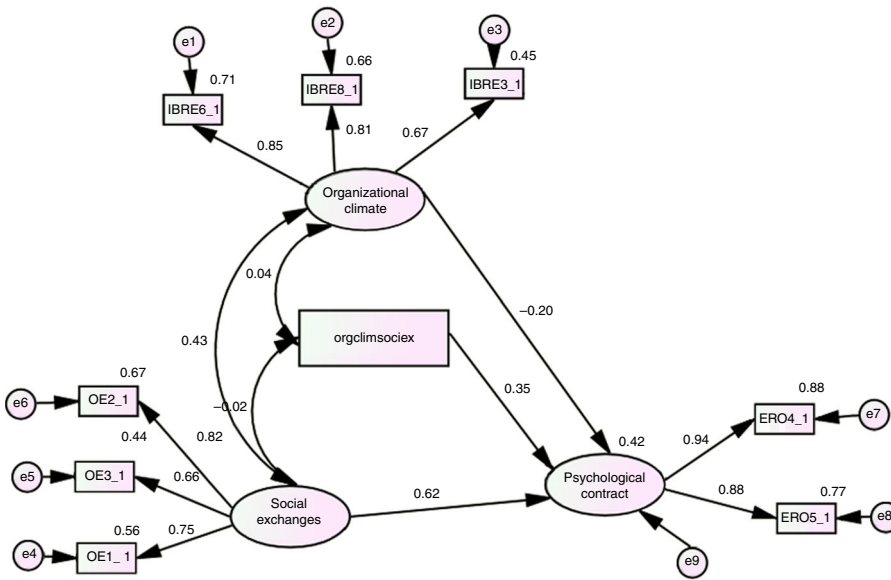 e1
e2
e3
0.71
0.66
0.45
IBRE6_1
IBRE8_1
IBRE3_1
0.85
0.81
0.67
Organizational
climate
0.04
–0.20
0.43
orgclimsociex
0.35
–0.02
e6
0.67
OE2_1
0.44
0.82
e5
OE3_1
0.66
e4
0.56
OE1_ 1
0.75
Social
exchanges
0.62
Psychological
contract
0.42
0.94
0.88
ERO4_1
e7
0.88
0.77
ERO5_1
e8
e9